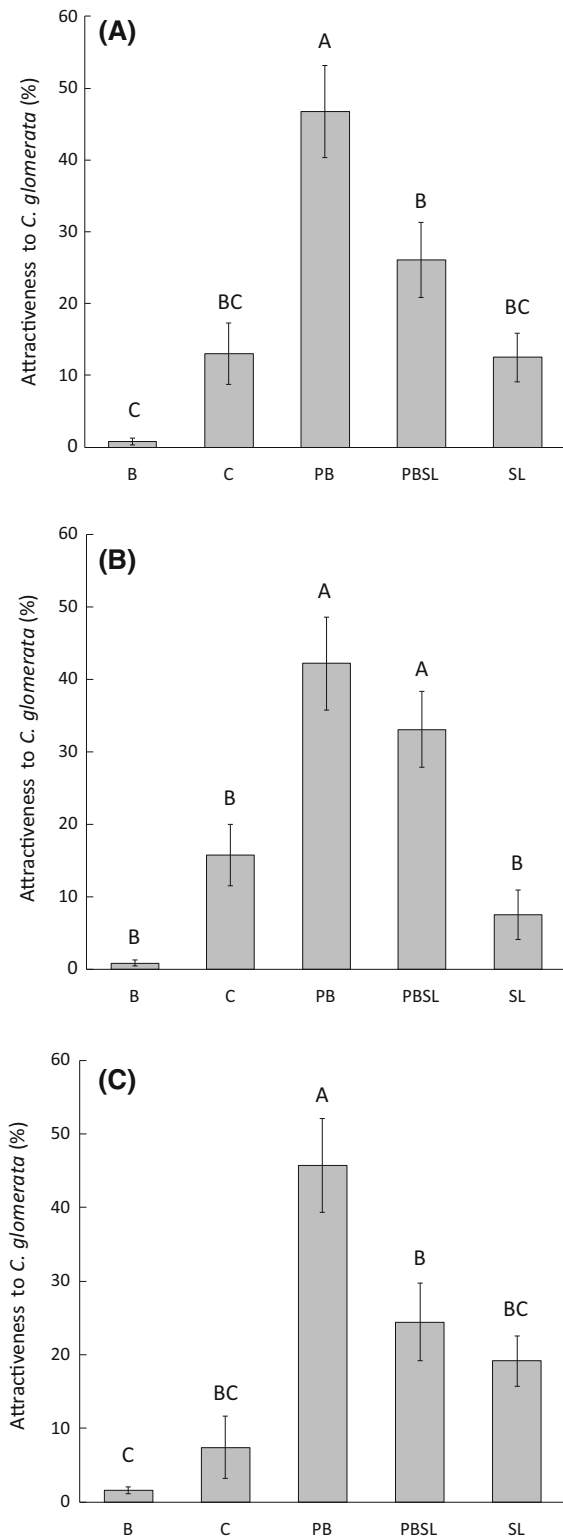 (A)
Attractiveness to C. glomerata (%)
60
50
40
30
20
10
0
C
BC
A
B
BC
B C PB PBSL SL
(B)
Attractiveness to C. glomerata (%)
60
50
40
30
20
10
0
B
B
A
A
B
B C PB PBSL SL
(C)
Attractiveness to C. glomerata (%)
60
50
40
30
20
10
0
C
BC
A
B
BC
B C PB PBSL SL